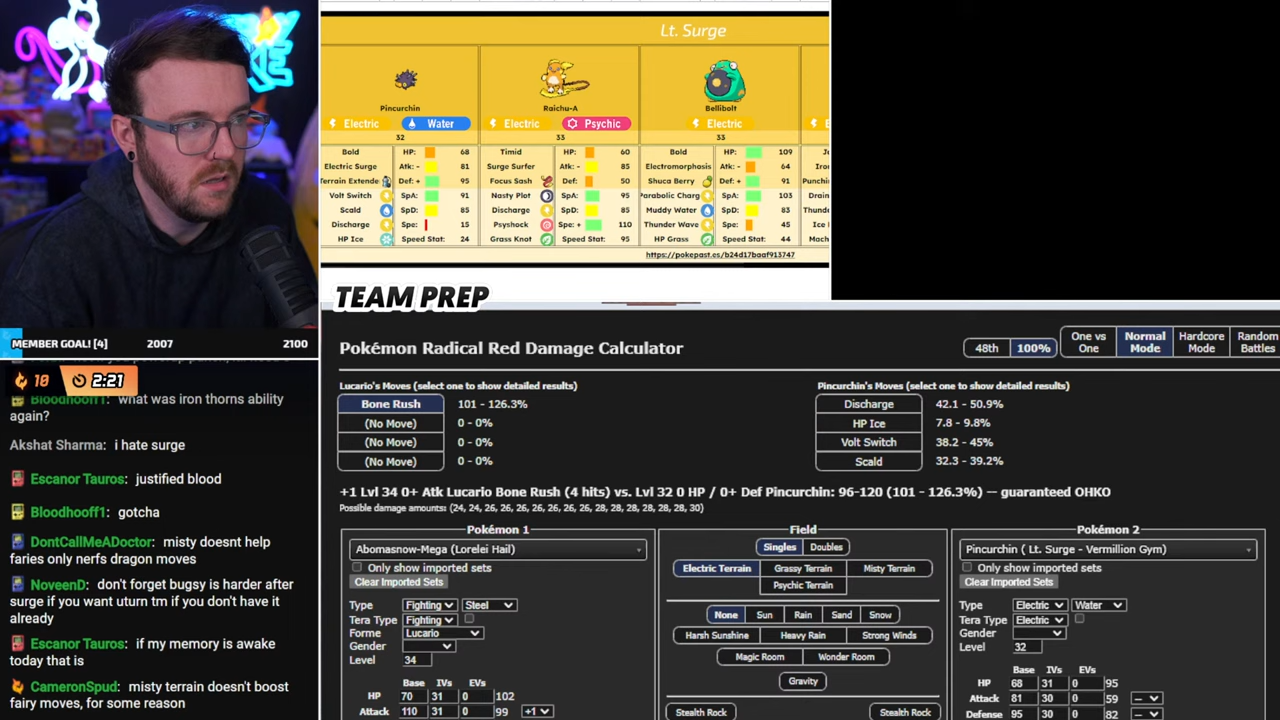 Lt. Surge
Pincurchin
Raichu-A
Bellibolt
Electric Water
Electric Psychic
Electric
32
33
33
Bold HP: 68
Electric Surge Atk: - 81
Terrain Extende Def: + 95
Volt Switch SpA: 91
Scald SpD: 85
Discharge Spe: 15
HP Ice Speed Stat: 24
Timid HP: 60
Surge Surfer Atk: - 85
Focus Sash Def: 50
Nasty Plot SpA: 95
Discharge SpD: 85
Psyshock Spe: + 110
Grass Knot Speed Stat: 95
Bold HP: 109
Electromorphosis Atk: - 64
Shuca Berry Def: + 91
Parabolic Charg SpA: 103
Muddy Water SpD: 83
Thunder Wave Spe: 45
HP Grass Speed Stat: 44
https://pokepast.es/b24d17baaf913747
TEAM PREP
MEMBER GOAL! [4] 2007 2100
10 2:21
Bloodhooff1: what was iron thorns ability
again?
Akshat Sharma: i hate surge
Escanor Tauros: justified blood
Bloodhooff1: gotcha
DontCallMeADoctor: misty doesnt help
faries only nerfs dragon moves
NoveenD: don't forget bugsy is harder after
surge if you want uturn tm if you don't have it
already
Escanor Tauros: if my memory is awake
today that is
CameronSpud: misty terrain doesn't boost
fairy moves, for some reason
Pokémon Radical Red Damage Calculator
48th 100%
One vs
One
Normal
Mode
Hardcore
Mode
Random
Battles
Lucario's Moves (select one to show detailed results)
Bone Rush 101 - 126.3%
(No Move) 0 - 0%
(No Move) 0 - 0%
(No Move) 0 - 0%
Pincurchin's Moves (select one to show detailed results)
Discharge 42.1 - 50.9%
HP Ice 7.8 - 9.8%
Volt Switch 38.2 - 45%
Scald 32.3 - 39.2%
+1 Lvl 34 0+ Atk Lucario Bone Rush (4 hits) vs. Lvl 32 0 HP / 0+ Def Pincurchin: 96-120 (101 - 126.3%) — guaranteed OHKO
Possible damage amounts: (24, 24, 26, 26, 26, 26, 26, 26, 28, 28, 28, 28, 28, 28, 28, 30)
Pokémon 1
Abomasnow-Mega (Lorelei Hail)
Only show imported sets
Clear Imported Sets
Type Fighting Steel
Tera Type Fighting
Forme Lucario
Gender
Level 34
Base IVs EVs
HP 70 31 0 102
Attack 110 31 0 99 +1
Field
Singles Doubles
Electric Terrain Grassy Terrain Misty Terrain
Psychic Terrain
None Sun Rain Sand Snow
Harsh Sunshine Heavy Rain Strong Winds
Magic Room Wonder Room
Gravity
Stealth Rock Stealth Rock
Pokémon 2
Pincurchin ( Lt. Surge - Vermillion Gym)
Only show imported sets
Clear Imported Sets
Type Electric Water
Tera Type Electric
Gender
Level 32
Base IVs EVs
HP 68 31 0 95
Attack 81 30 0 59 --
Defense 95 30 0 82 --